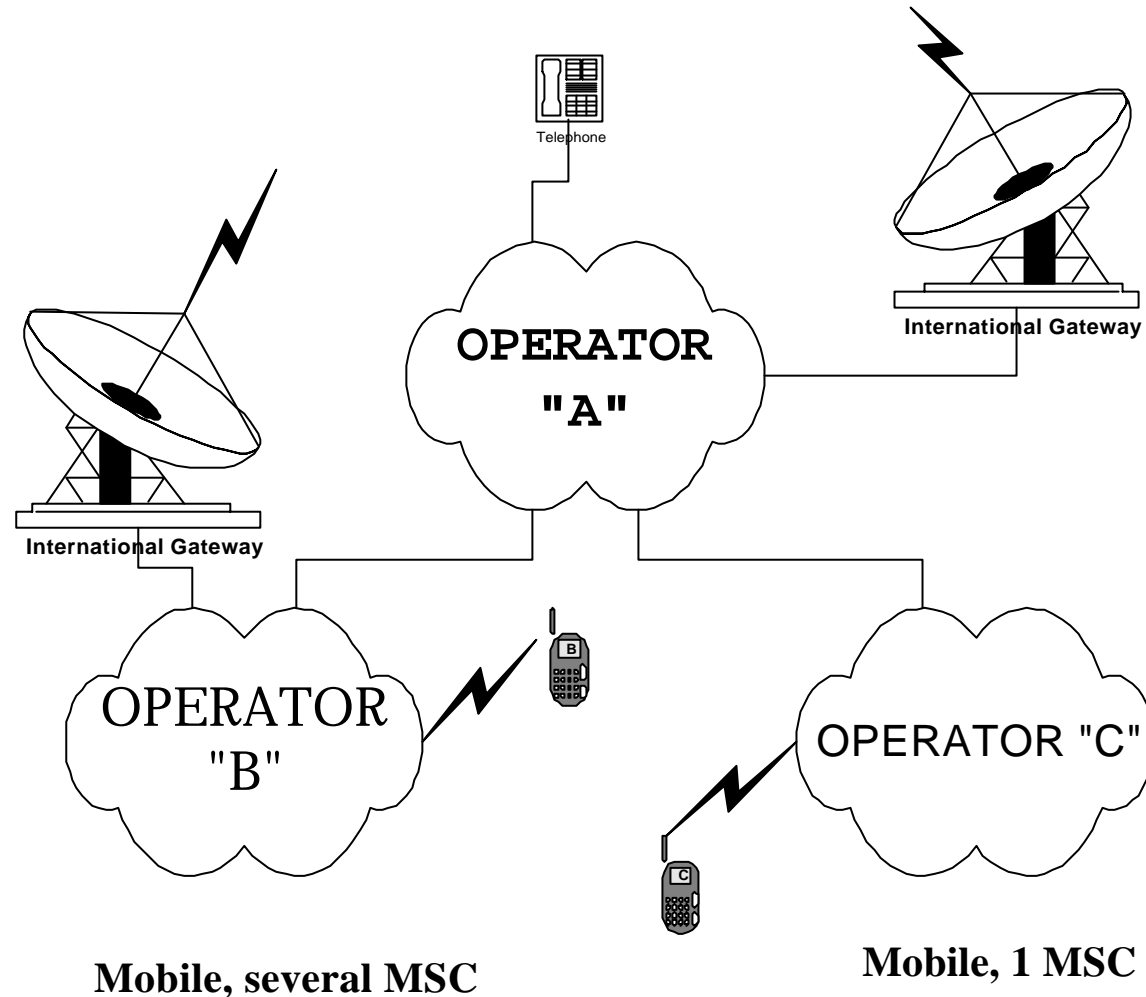 Telephone
International Gateway
OPERATOR
"A"
International Gateway
B
OPERATOR
"B"
OPERATOR "C"
C
Mobile, several MSC
Mobile, 1 MSC